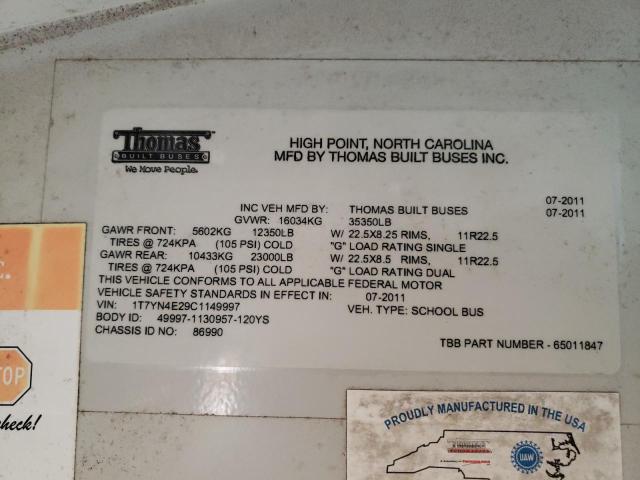 Thomas
BUILT BUSES
We Move People.
HIGH POINT, NORTH CAROLINA
MFD BY THOMAS BUILT BUSES INC.
INC VEH MFD BY: THOMAS BUILT BUSES 07-2011
GVWR: 16034KG 35350LB 07-2011
GAWR FRONT: 5602KG 12350LB W/ 22.5X8.25 RIMS, 11R22.5
TIRES @ 724KPA (105 PSI) COLD "G" LOAD RATING SINGLE
GAWR REAR: 10433KG 23000LB W/ 22.5X8.5 RIMS, 11R22.5
TIRES @ 724KPA (105 PSI) COLD "G" LOAD RATING DUAL
THIS VEHICLE CONFORMS TO ALL APPLICABLE FEDERAL MOTOR
VEHICLE SAFETY STANDARDS IN EFFECT IN: 07-2011
VIN: 1T7YN4E29C1149997 VEH. TYPE: SCHOOL BUS
BODY ID: 49997-1130957-120YS
CHASSIS ID NO: 86990
TBB PART NUMBER - 65011847
TOP
check!
PROUDLY MANUFACTURED IN THE USA
UAW